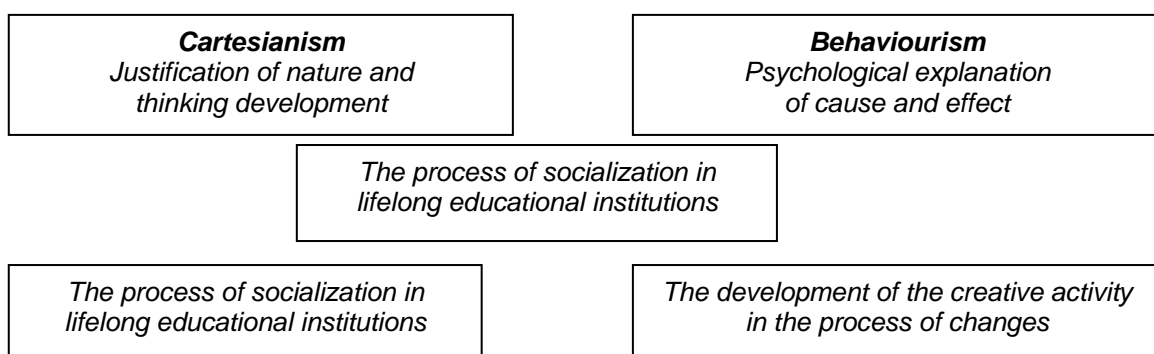 Cartesianism
Justification of nature and
thinking development
Behaviourism
Psychological explanation
of cause and effect
The process of socialization in
lifelong educational institutions
The process of socialization in
lifelong educational institutions
The development of the creative activity
in the process of changes